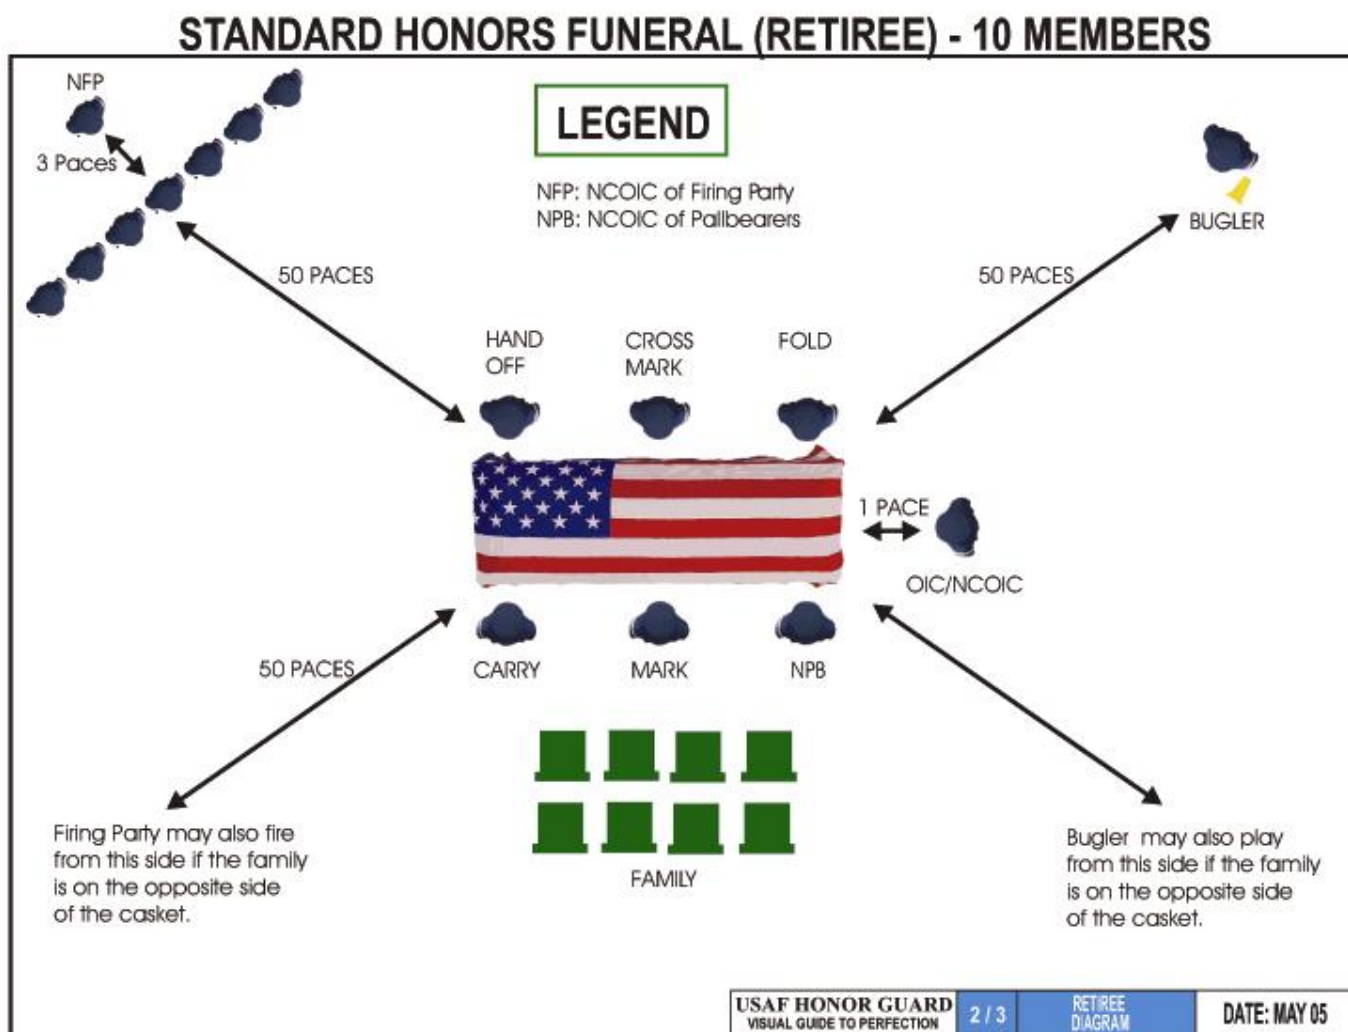 STANDARD HONORS FUNERAL (RETIREE) - 10 MEMBERS
NFP
3 Paces
LEGEND
NFP: NCOIC of Firing Party
NPB: NCOIC of Pallbearers
BUGLER
50 PACES
50 PACES
HAND
OFF
CROSS
MARK
FOLD
1 PACE
OIC/NCOIC
50 PACES
CARRY
MARK
NPB
Firing Party may also fire
from this side if the family
is on the opposite side
of the casket.
FAMILY
Bugler may also play
from this side if the family
is on the opposite side
of the casket.
USAF HONOR GUARD
VISUAL GUIDE TO PERFECTION
2 / 3
RETIREE
DIAGRAM
DATE: MAY 05